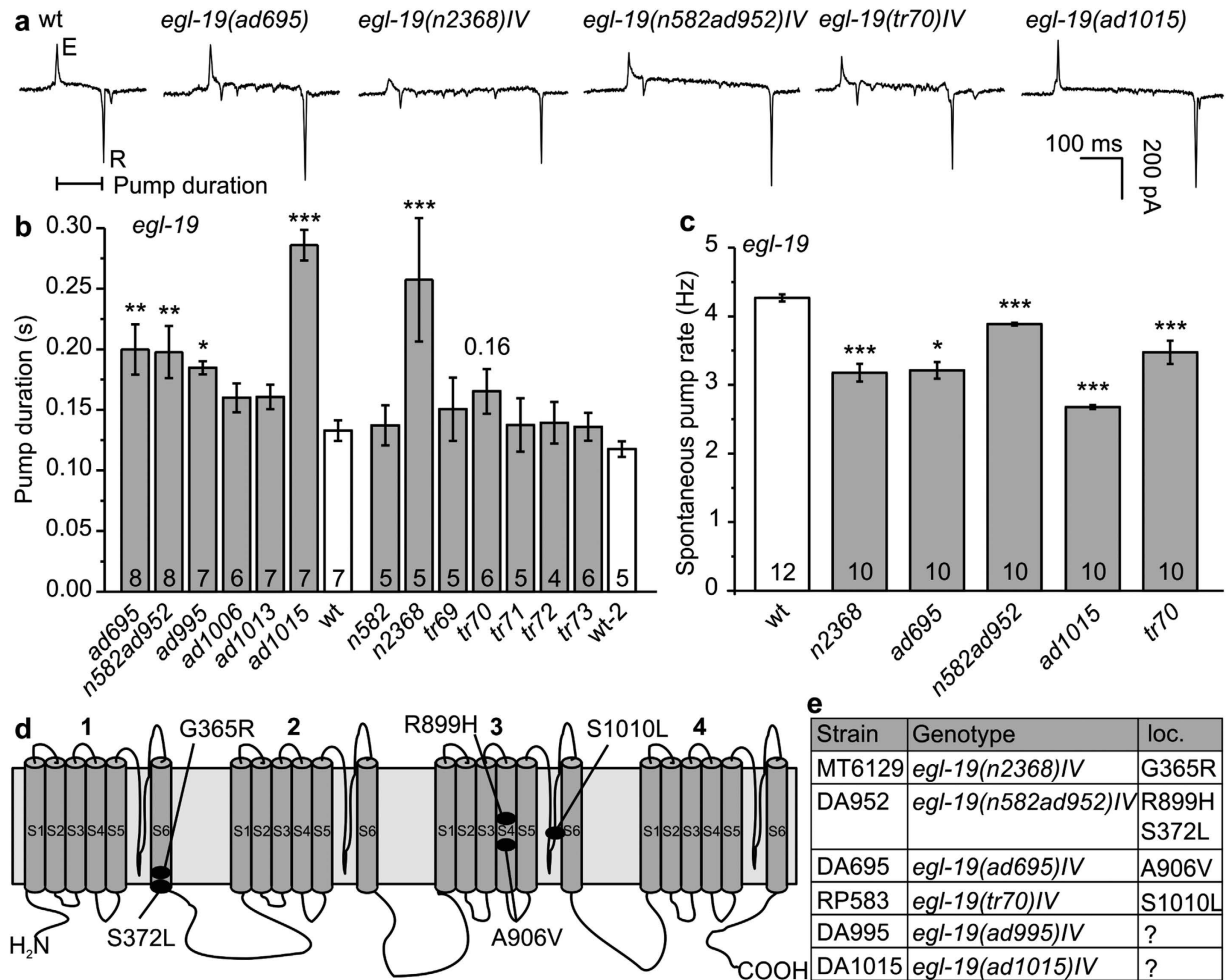 a wt egl-19(ad695) egl-19(n2368)IV egl-19(n582ad952)IV egl-19(tr70)IV egl-19(ad1015)
E
R
Pump duration
100 ms
200 pA
b egl-19
Pump duration (s)
0.30
0.25
0.20
0.15
0.10
0.05
0.00
** ** * *** *** 0.16
8 8 7 6 7 7 7 5 5 5 6 5 4 6 5
ad695 n582ad952 ad995 ad1006 ad1013 ad1015 wt n582 n2368 tr69 tr70 tr71 tr72 tr73 wt-2
c egl-19
Spontaneous pump rate (Hz)
5
4
3
2
1
0
*** * *** *** ***
12 10 10 10 10 10
wt n2368 ad695 n582ad952 ad1015 tr70
d 1 2 3 4
G365R
R899H
S1010L
S1 S2 S3 S4 S5 S6 S1 S2 S3 S4 S5 S6 S1 S2 S3 S4 S5 S6 S1 S2 S3 S4 S5 S6
S372L
A906V
H2N
COOH
e
Strain Genotype loc.
MT6129 egl-19(n2368)IV G365R
DA952 egl-19(n582ad952)IV R899H
S372L
DA695 egl-19(ad695)IV A906V
RP583 egl-19(tr70)IV S1010L
DA995 egl-19(ad995)IV ?
DA1015 egl-19(ad1015)IV ?